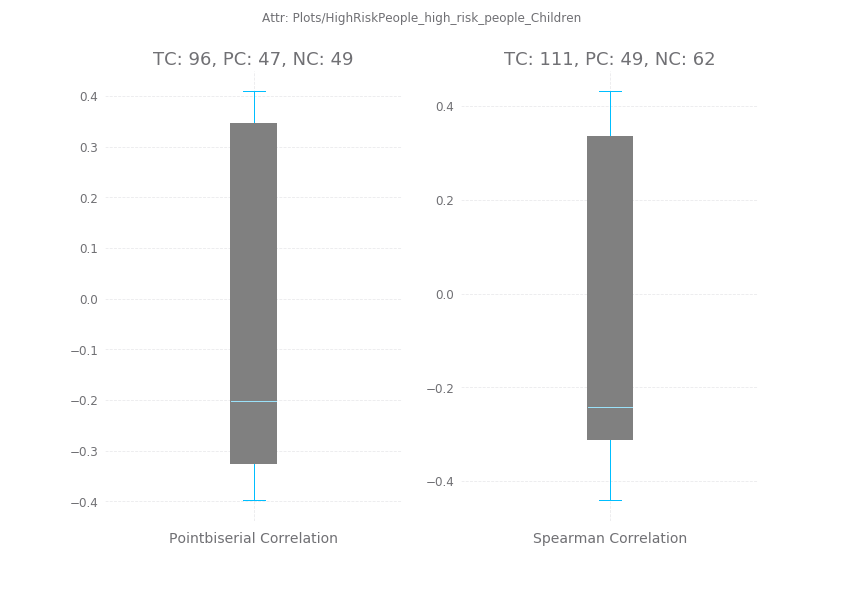 Attr: Plots/HighRiskPeople_high_risk_people_Children
TC: 96, PC: 47, NC: 49
0.4
0.3
0.2
0.1
0.0
−0.1
−0.2
−0.3
−0.4
Pointbiserial Correlation
TC: 111, PC: 49, NC: 62
0.4
0.2
0.0
−0.2
−0.4
Spearman Correlation